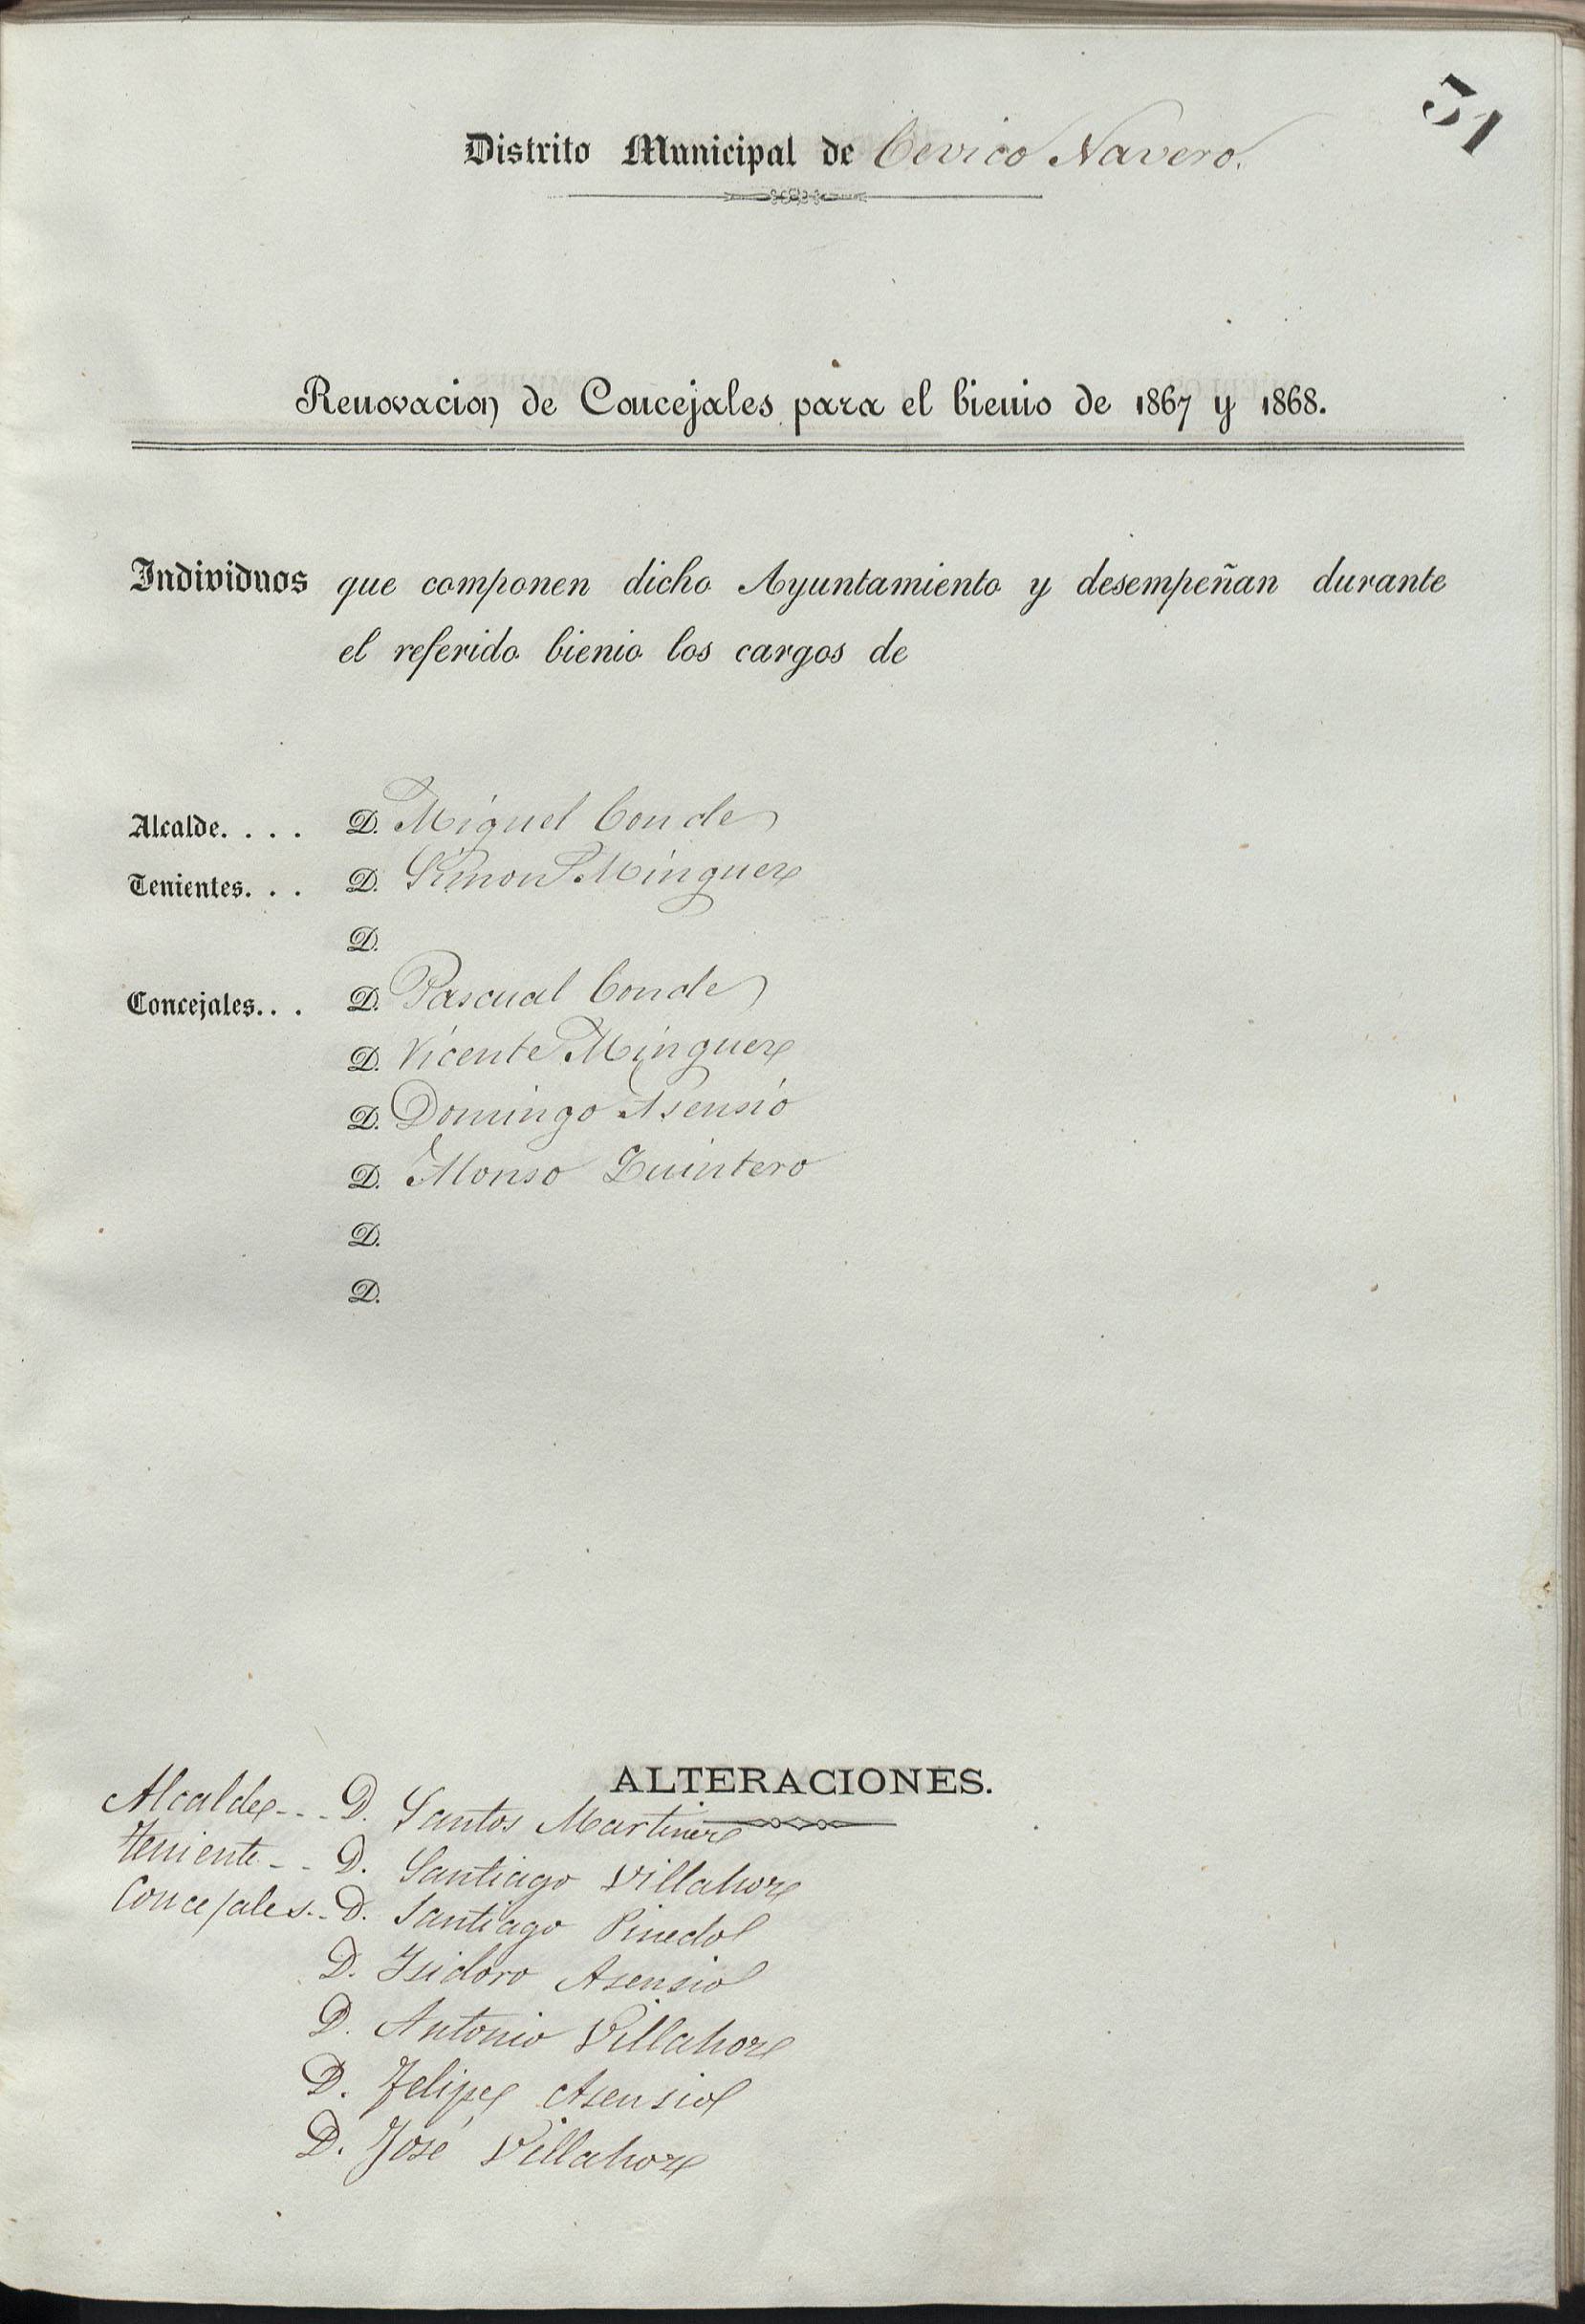 51
Distrito Municipal de Cevico Navero.
Renovacion de Concejales para el bienio de 1867 y 1868.
Individuos que componen dicho Ayuntamiento y desempeñan durante
el referido bienio los cargos de
Alcalde. . . . D. Miguel Conde
Tenientes. . . D. Simon Minguez
D.
Concejales. . . D. Pascual Conde
D. Vicente Minguez
D. Domingo Asensio
D. Alonso Quintero
D.
D.
ALTERACIONES.
Alcalde - - - D. Santos Martinez
Teniente - - D. Santiago Villahoz
Concejales - - D. Santiago Pinedo
D. Isidoro Asensio
D. Antonio Villahoz
D. Felipe Asensio
D. José Villahoz